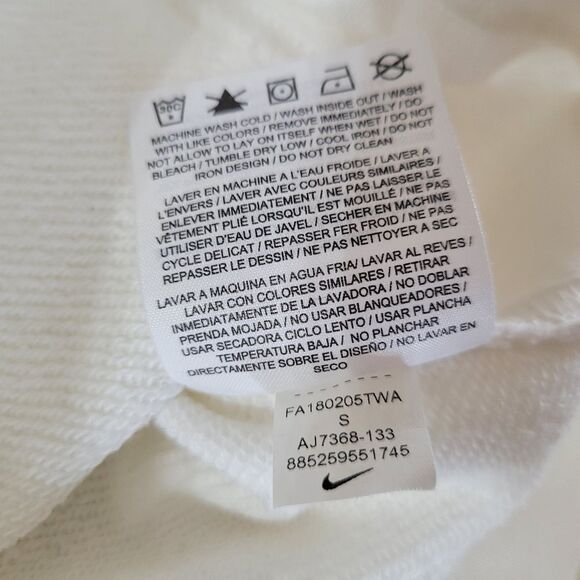 30C
MACHINE WASH COLD / WASH INSIDE OUT / WASH
WITH LIKE COLORS / REMOVE IMMEDIATELY / DO
NOT ALLOW TO LAY ON ITSELF WHEN WET / DO NOT
BLEACH / TUMBLE DRY LOW / COOL IRON / DO NOT
IRON DESIGN / DO NOT DRY CLEAN
LAVER EN MACHINE A L'EAU FROIDE / LAVER A
L'ENVERS / LAVER AVEC COULEURS SIMILAIRES /
ENLEVER IMMEDIATEMENT / NE PAS LAISSER LE
VÊTEMENT PLIÉ LORSQU'IL EST MOUILLÉ / NE PAS
UTILISER D'EAU DE JAVEL / SECHER EN MACHINE
CYCLE DELICAT / REPASSER FER FROID / NE PAS
REPASSER LE DESSIN / NE PAS NETTOYER A SEC
LAVAR A MAQUINA EN AGUA FRIA/ LAVAR AL REVES /
LAVAR CON COLORES SIMILARES / RETIRAR
INMEDIATAMENTE DE LA LAVADORA / NO DOBLAR
PRENDA MOJADA / NO USAR BLANQUEADORES /
USAR SECADORA CICLO LENTO / USAR PLANCHA
TEMPERATURA BAJA / NO PLANCHAR
DIRECTAMENTE SOBRE EL DISEÑO / NO LAVAR EN
SECO
FA180205TWA
S
AJ7368-133
885259551745